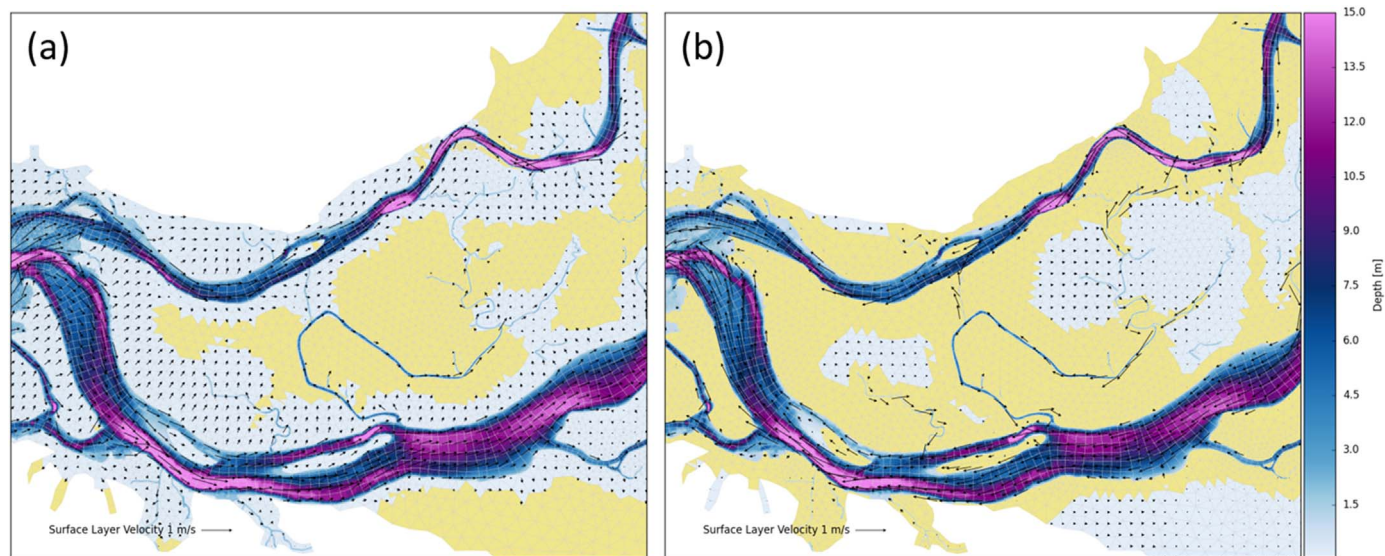 (a)
(b)
15.0
13.5
12.0
10.5
9.0
7.5
6.0
4.5
3.0
1.5
Depth [m]
Surface Layer Velocity 1 m/s
Surface Layer Velocity 1 m/s